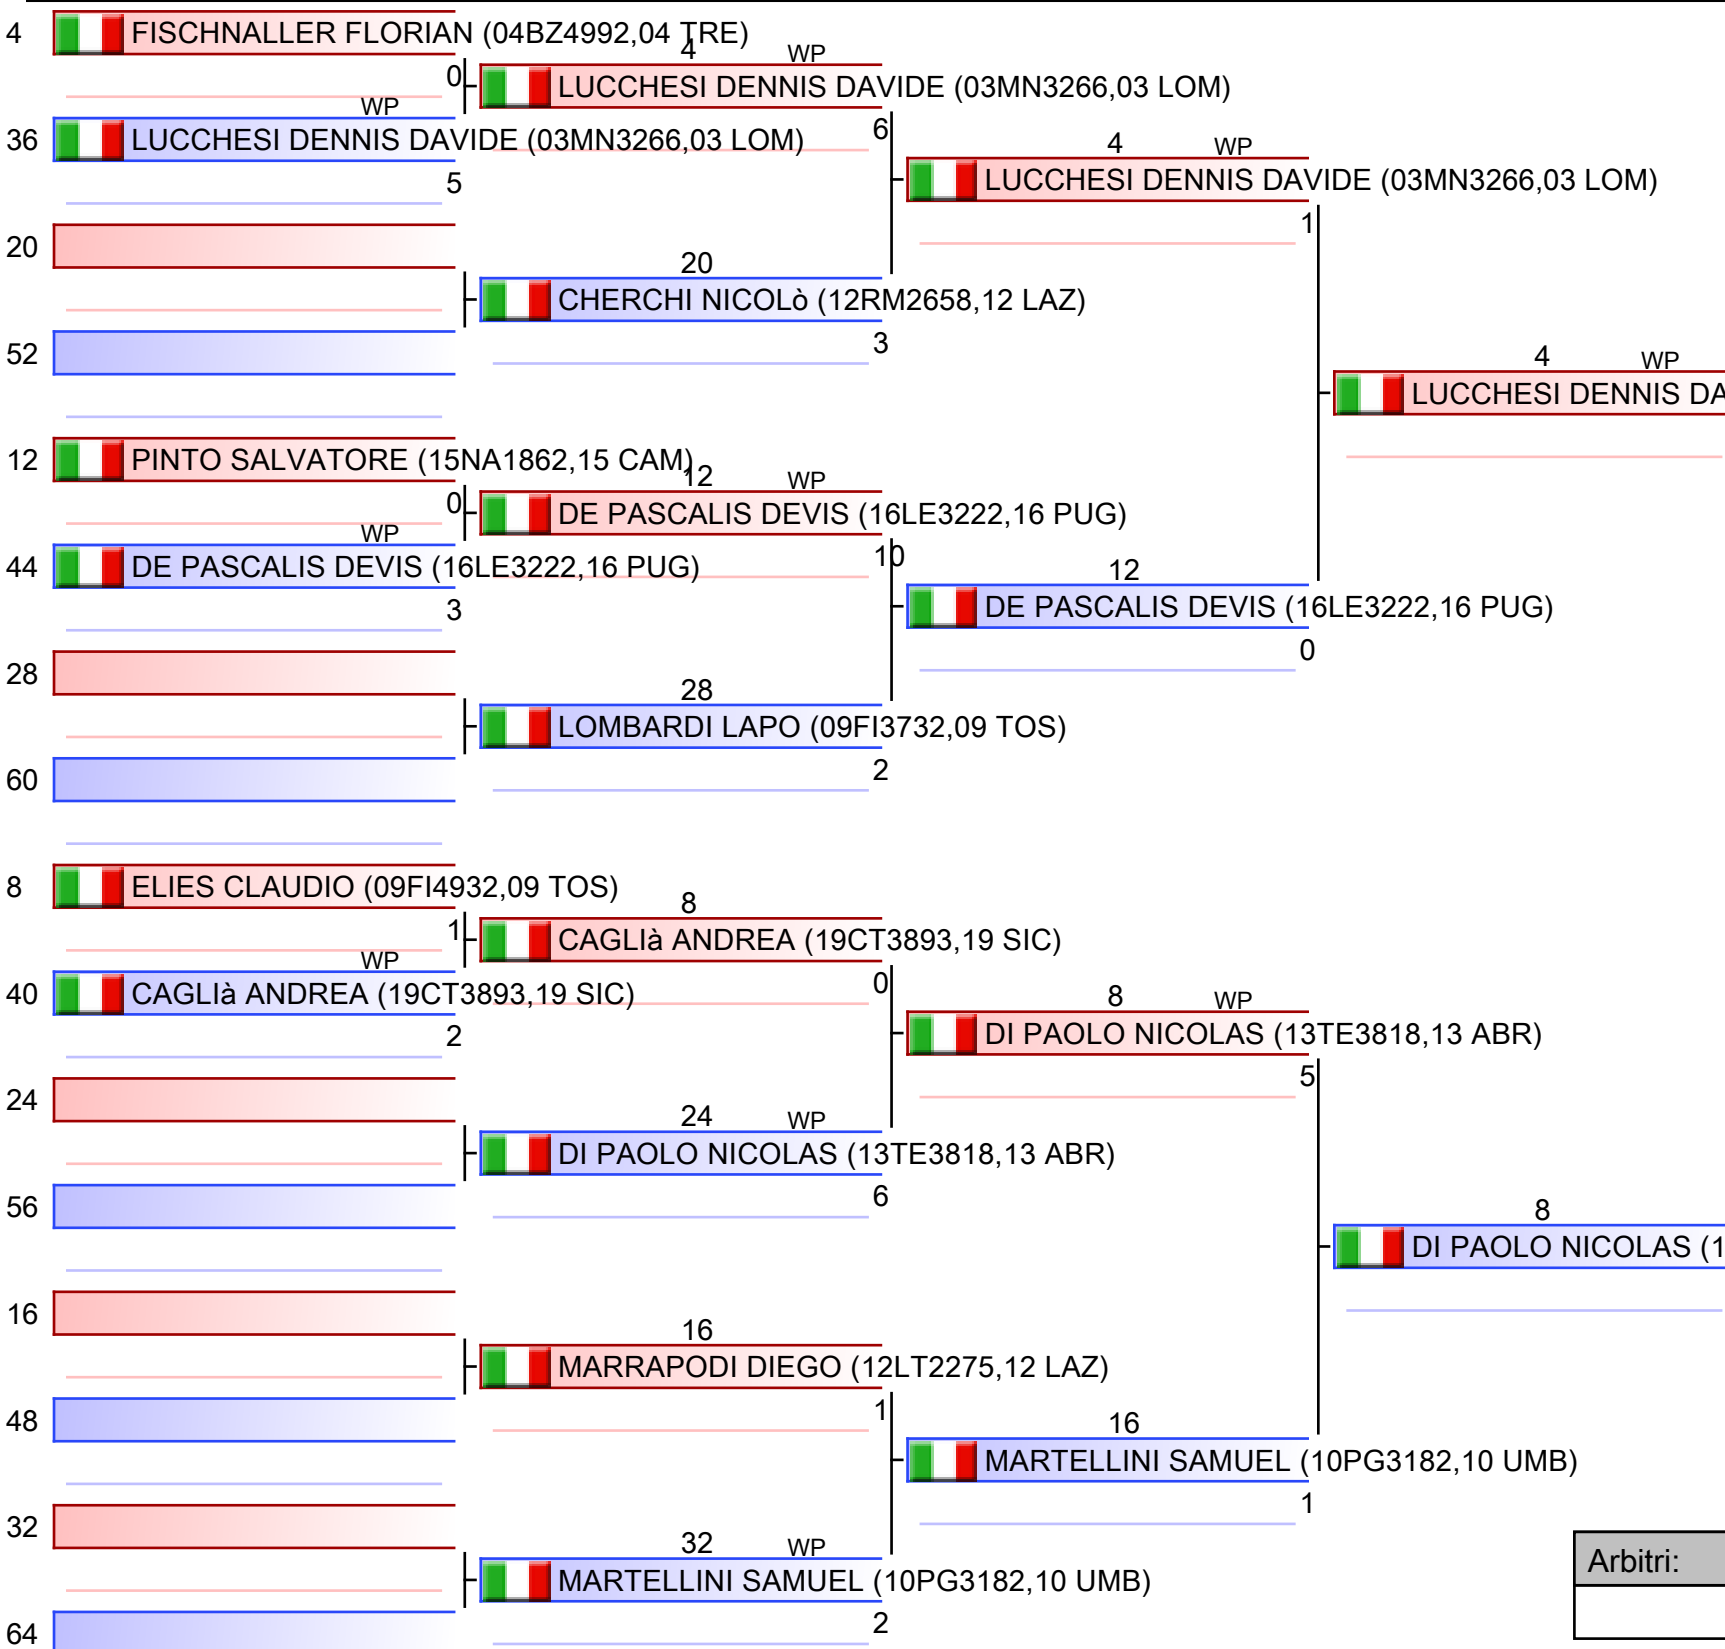 4 FISCHNALLER FLORIAN (04BZ4992,04 TRE)
0
4 WP
LUCCHESI DENNIS DAVIDE (03MN3266,03 LOM)
6
WP
36 LUCCHESI DENNIS DAVIDE (03MN3266,03 LOM)
5
4 WP
LUCCHESI DENNIS DAVIDE (03MN3266,03 LOM)
1
20
20
CHERCHI NICOLò (12RM2658,12 LAZ)
3
52
4 WP
LUCCHESI DENNIS DA
12 PINTO SALVATORE (15NA1862,15 CAM)
0
12 WP
DE PASCALIS DEVIS (16LE3222,16 PUG)
10
WP
44 DE PASCALIS DEVIS (16LE3222,16 PUG)
3
12
DE PASCALIS DEVIS (16LE3222,16 PUG)
0
28
28
LOMBARDI LAPO (09FI3732,09 TOS)
2
60
8 ELIES CLAUDIO (09FI4932,09 TOS)
1
8
CAGLIà ANDREA (19CT3893,19 SIC)
0
WP
40 CAGLIà ANDREA (19CT3893,19 SIC)
2
8 WP
DI PAOLO NICOLAS (13TE3818,13 ABR)
5
24
24 WP
DI PAOLO NICOLAS (13TE3818,13 ABR)
6
56
8
DI PAOLO NICOLAS (1
16
16
MARRAPODI DIEGO (12LT2275,12 LAZ)
1
48
16
MARTELLINI SAMUEL (10PG3182,10 UMB)
1
32
32 WP
MARTELLINI SAMUEL (10PG3182,10 UMB)
2
64
Arbitri: